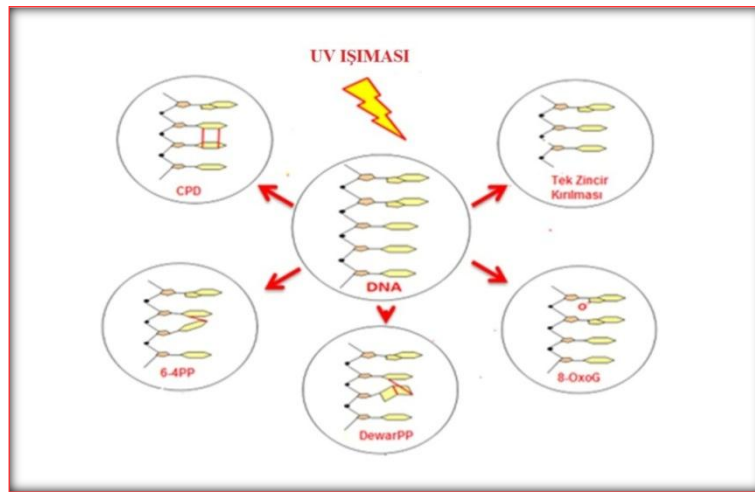 UV IŞIMASI
CPD
Tek Zincir
Kırılması
DNA
6-4PP
O
8-OxoG
DewarPP